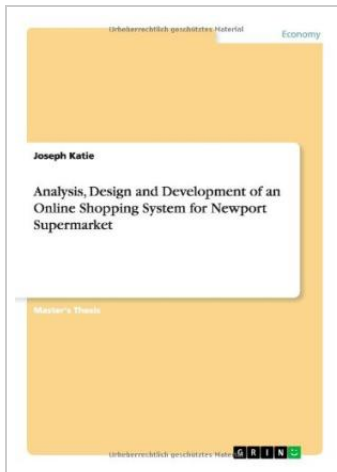 Urheberrechtlich geschütztes Material
Economy
Joseph Katie
Analysis, Design and Development of an
Online Shopping System for Newport
Supermarket
Master's Thesis
Urheberrechtlich geschütztes Material
GRIN